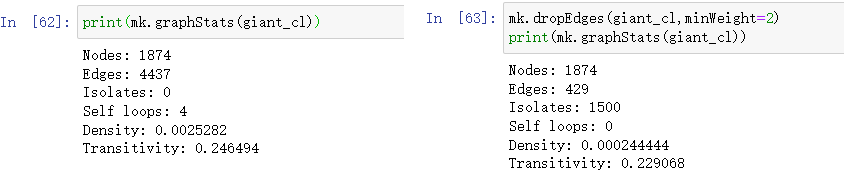 In [62]: print(mk.graphStats(giant_cl))
Nodes: 1874
Edges: 4437
Isolates: 0
Self loops: 4
Density: 0.0025282
Transitivity: 0.246494
In [63]: mk.dropEdges(giant_cl,minWeight=2)
print(mk.graphStats(giant_cl))
Nodes: 1874
Edges: 429
Isolates: 1500
Self loops: 0
Density: 0.000244444
Transitivity: 0.229068